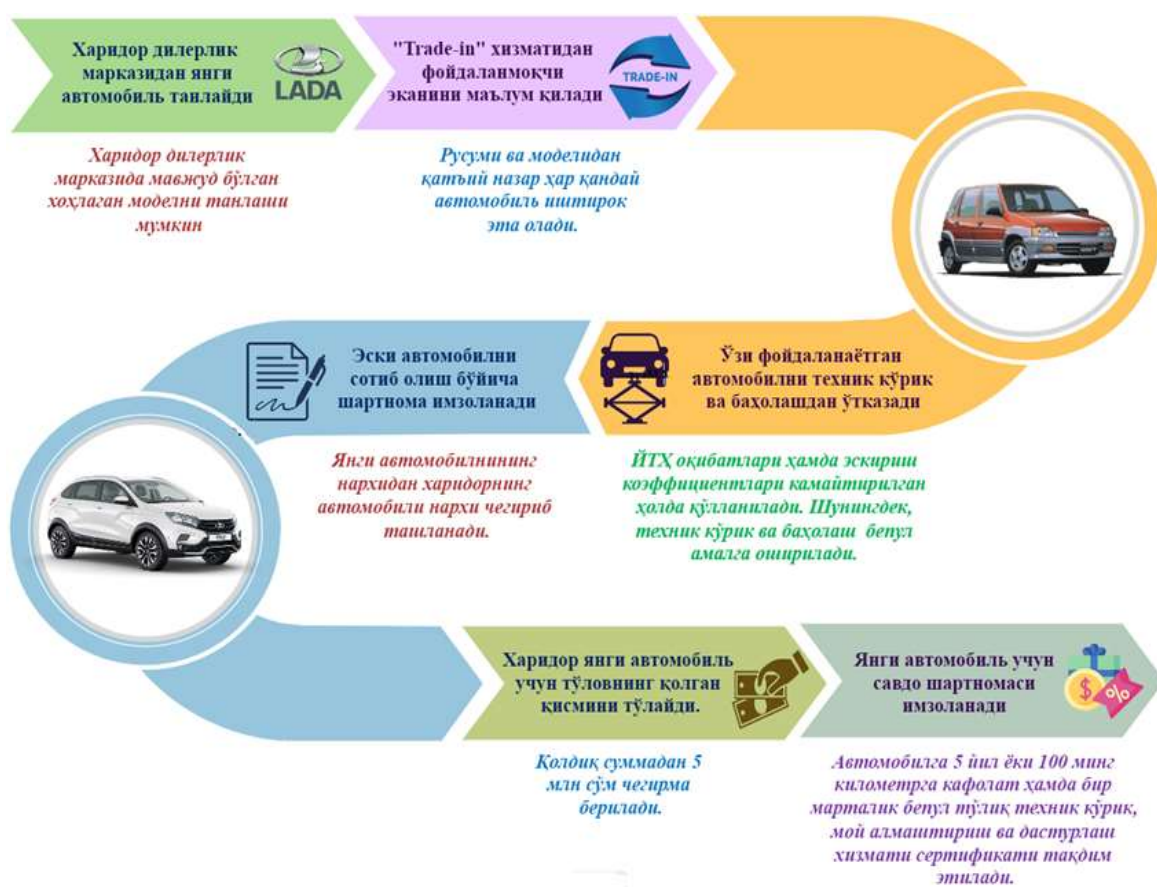 Харидор дилерлик
марказидан янги
автомобиль танлайди
LADA
"Trade-in" хизматидан
фойдаланмоқчи
эканини маълум қилади
TRADE-IN
Харидор дилерлик
марказида мавжуд бўлган
хоҳлаган моделни танлаши
мумкин
Русуми ва моделидан
қатъий назар ҳар қандай
автомобиль иштирок
эта олади.
Ўзи фойдаланаётган
автомобилни техник кўрик
ва баҳолашдан ўтказади
ЙТҲ оқибатлари ҳамда эскириш
коэффициентлари камайтирилган
ҳолда қўлланилади. Шунингдек,
техник кўрик ва баҳолаш бепул
амалга оширилади.
Эски автомобилни
сотиб олиш бўйича
шартнома имзоланади
Янги автомобилнининг
нархидан харидорнинг
автомобили нархи чегириб
ташланади.
Харидор янги автомобиль
учун тўловнинг қолган
қисмини тўлайди.
Қолдиқ суммадан 5
млн сўм чегирма
берилади.
Янги автомобиль учун
савдо шартномаси
имзоланади
Автомобилга 5 йил ёки 100 минг
километрга кафолат ҳамда бир
марталик бепул тўлиқ техник кўрик,
мой алмаштириш ва дастурлаш
хизмати сертификати тақдим
этилади.